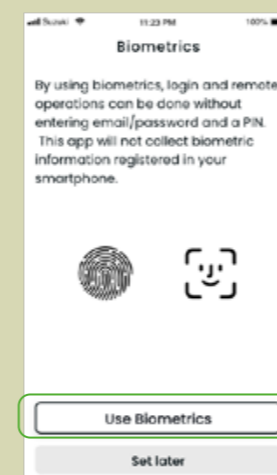 Suzuki 11:23 PM 100%
Biometrics
By using biometrics, login and remote
operations can be done without
entering email/password and a PIN.
This app will not collect biometric
information registered in your
smartphone.
Use Biometrics
Set later